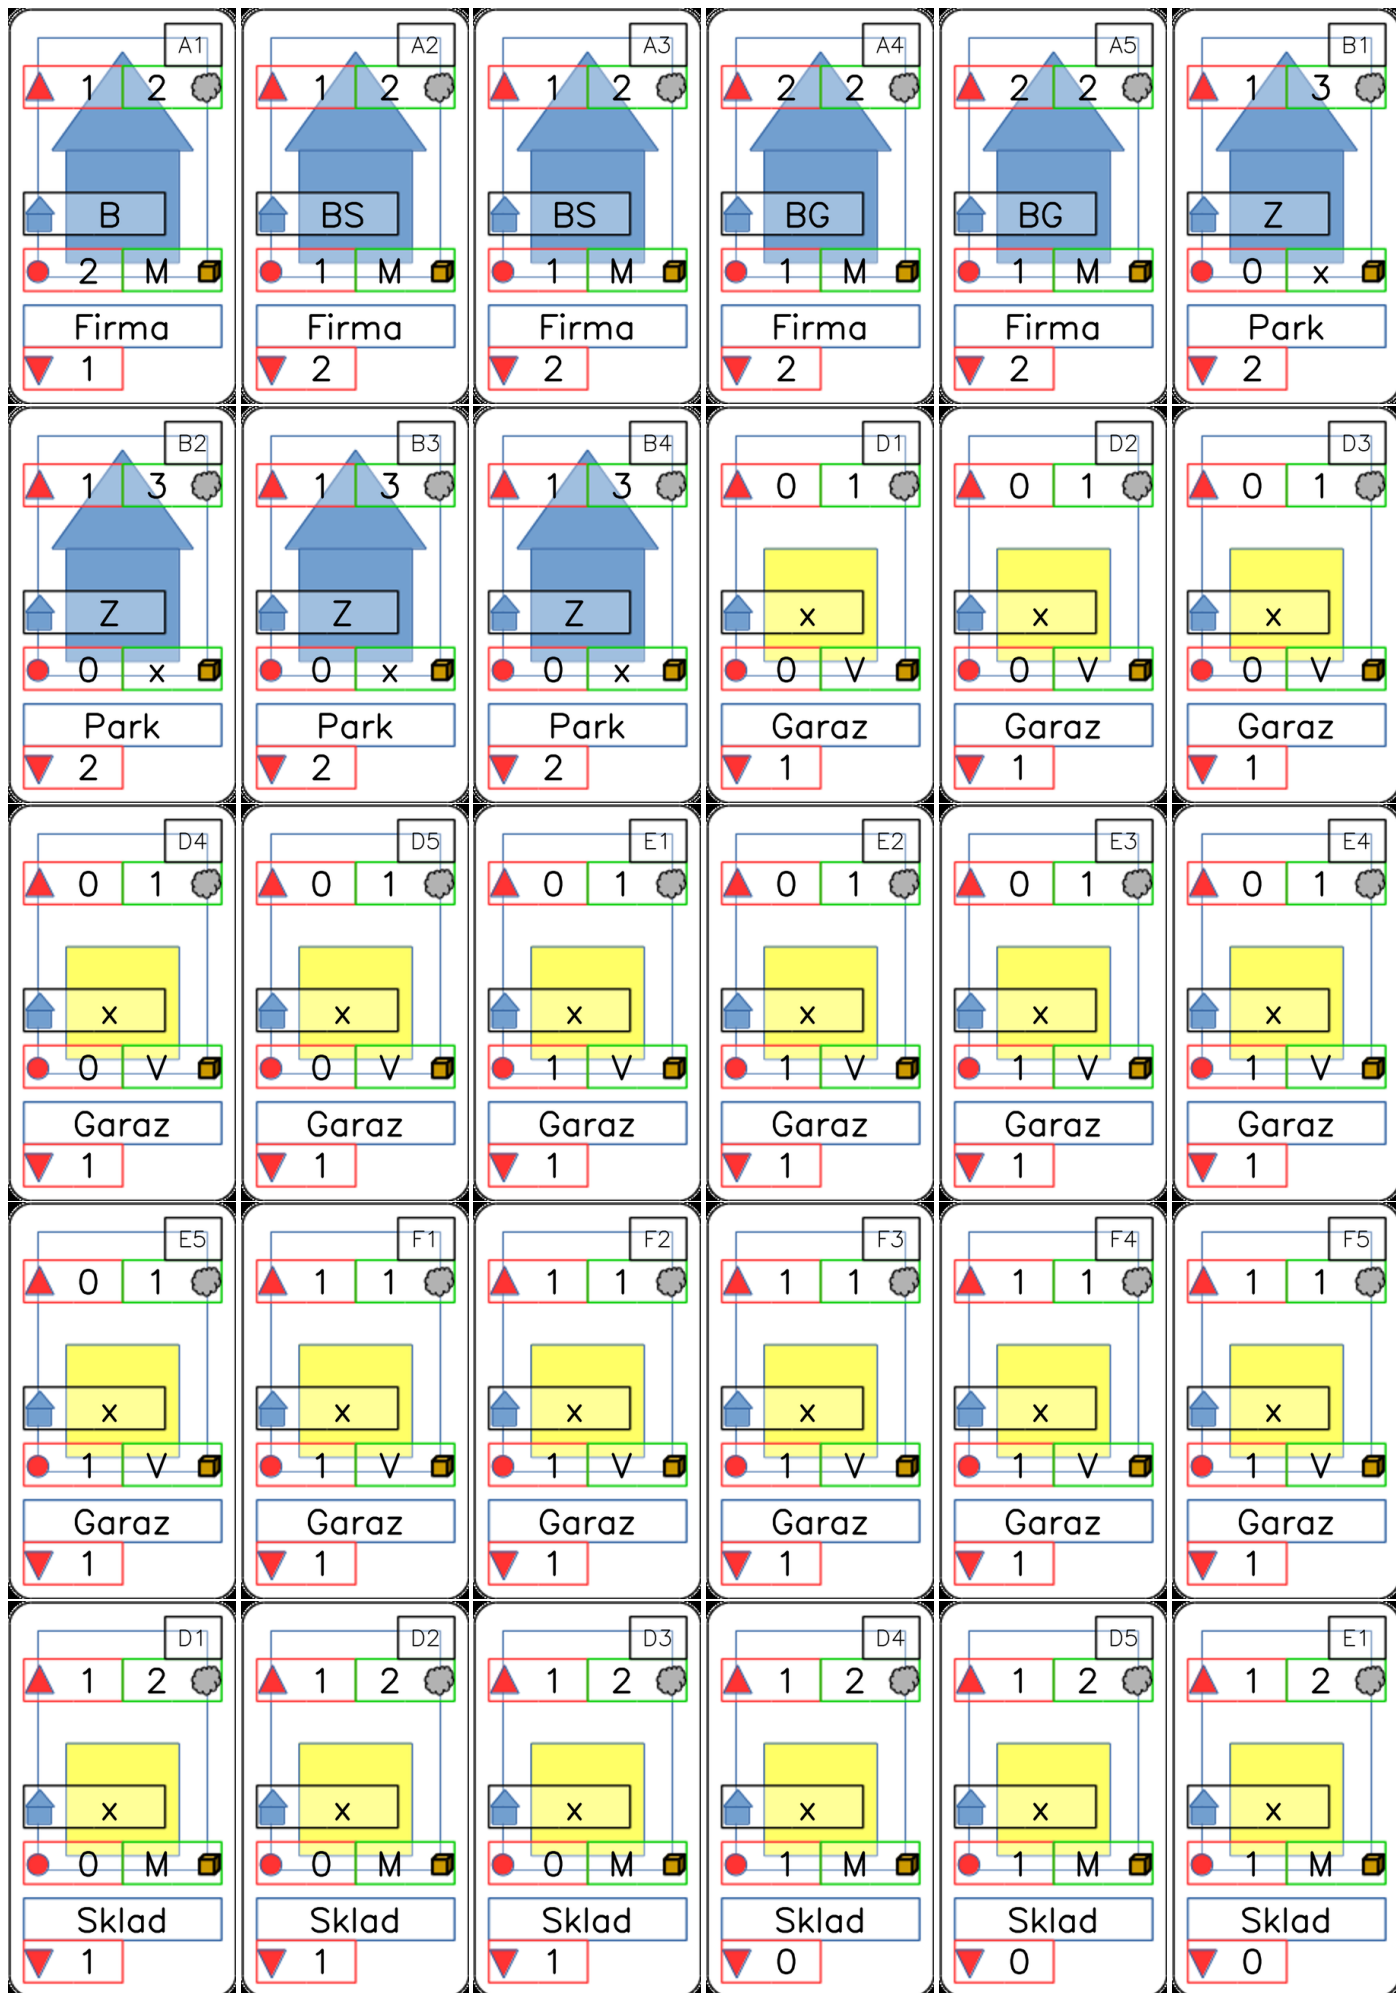 A1 A2 A3 A4 A5 B1
1 2 1 2 1 2 2 2 2 2 1 3
B BS BS BG BG Z
2 M 1 M 1 M 1 M 1 M 0 x
Firma Firma Firma Firma Firma Park
1 2 2 2 2 2
B2 B3 B4 D1 D2 D3
1 3 1 3 1 3 0 1 0 1 0 1
Z Z Z x x x
0 x 0 x 0 x 0 V 0 V 0 V
Park Park Park Garaz Garaz Garaz
2 2 2 1 1 1
D4 D5 E1 E2 E3 E4
0 1 0 1 0 1 0 1 0 1 0 1
x x x x x x
0 V 0 V 1 V 1 V 1 V 1 V
Garaz Garaz Garaz Garaz Garaz Garaz
1 1 1 1 1 1
E5 F1 F2 F3 F4 F5
0 1 1 1 1 1 1 1 1 1 1 1
x x x x x x
1 V 1 V 1 V 1 V 1 V 1 V
Garaz Garaz Garaz Garaz Garaz Garaz
1 1 1 1 1 1
D1 D2 D3 D4 D5 E1
1 2 1 2 1 2 1 2 1 2 1 2
x x x x x x
0 M 0 M 0 M 1 M 1 M 1 M
Sklad Sklad Sklad Sklad Sklad Sklad
1 1 1 0 0 0